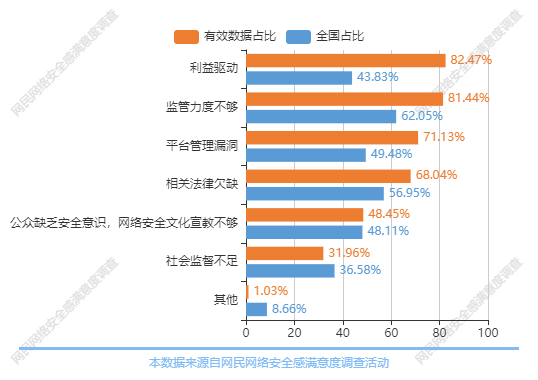 有效数据占比 全国占比
利益驱动 82.47%
43.83%
监管力度不够 81.44%
62.05%
平台管理漏洞 71.13%
49.48%
相关法律欠缺 68.04%
56.95%
公众缺乏安全意识，网络安全文化宣教不够 48.45%
48.11%
社会监督不足 31.96%
36.58%
其他 1.03%
8.66%
0 20 40 60 80 100
本数据来源自网民网络安全感满意度调查活动
网民网络安全感满意度调查
网民网络安全感满意度调查
网民网络安全感满意度调查
网民网络安全感满意度调查